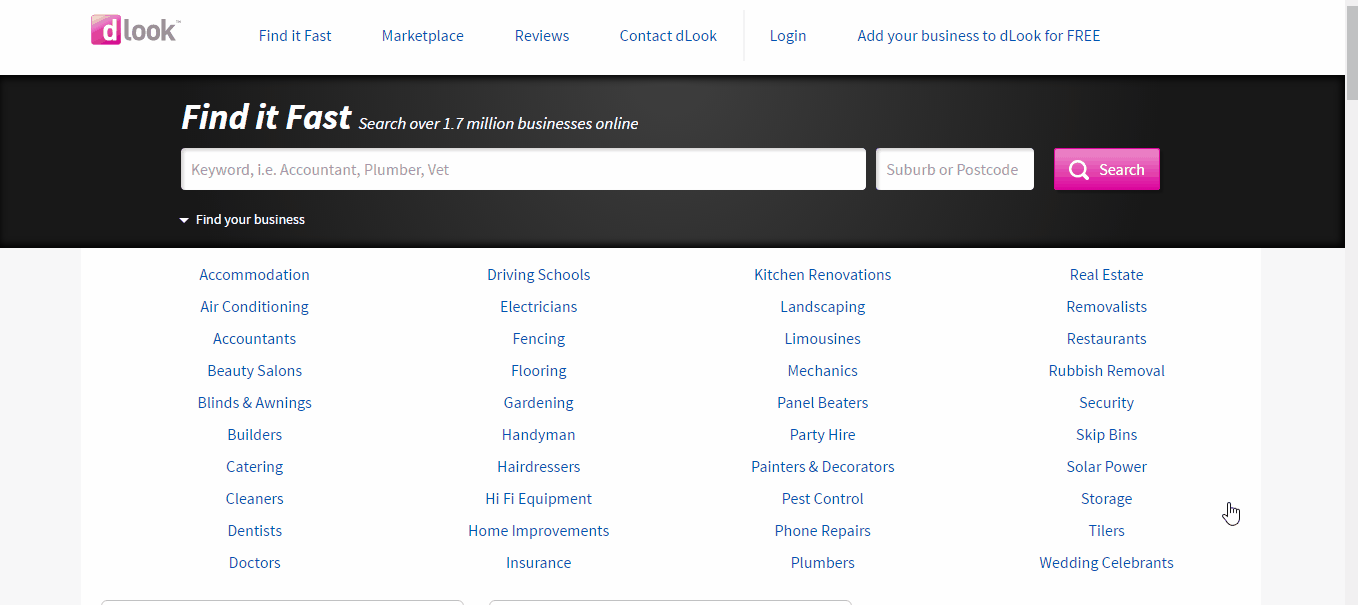 dlook™
Find it Fast Marketplace Reviews Contact dLook Login Add your business to dLook for FREE
Find it Fast Search over 1.7 million businesses online
Keyword, i.e. Accountant, Plumber, Vet Suburb or Postcode Search
Find your business
Accommodation Driving Schools Kitchen Renovations Real Estate
Air Conditioning Electricians Landscaping Removalists
Accountants Fencing Limousines Restaurants
Beauty Salons Flooring Mechanics Rubbish Removal
Blinds & Awnings Gardening Panel Beaters Security
Builders Handyman Party Hire Skip Bins
Catering Hairdressers Painters & Decorators Solar Power
Cleaners Hi Fi Equipment Pest Control Storage
Dentists Home Improvements Phone Repairs Tilers
Doctors Insurance Plumbers Wedding Celebrants